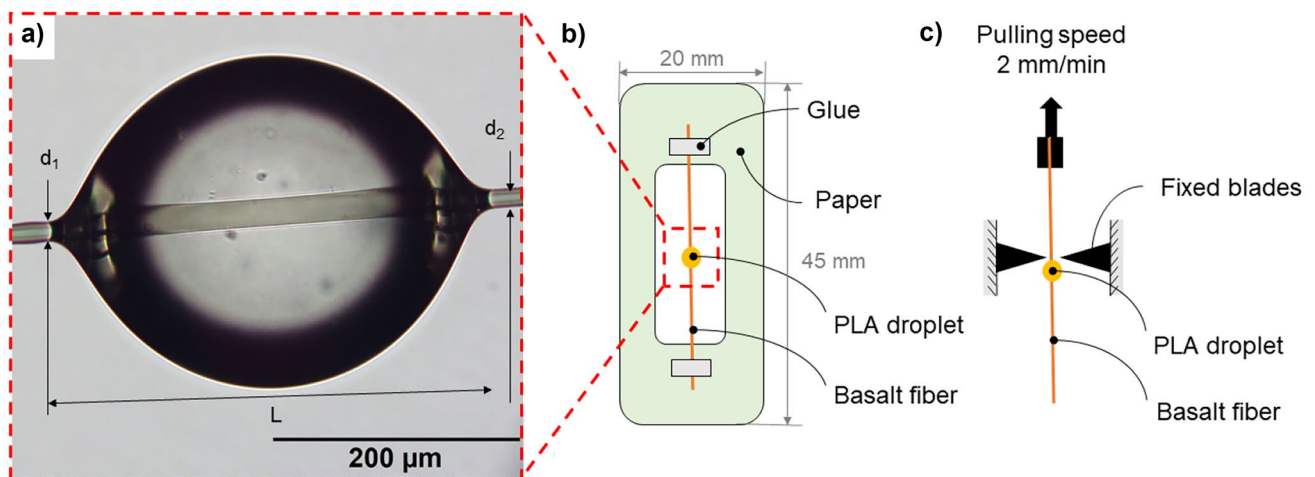 a)
d1
d2
L
200 µm
b)
20 mm
Glue
Paper
45 mm
PLA droplet
Basalt fiber
c)
Pulling speed
2 mm/min
Fixed blades
PLA droplet
Basalt fiber